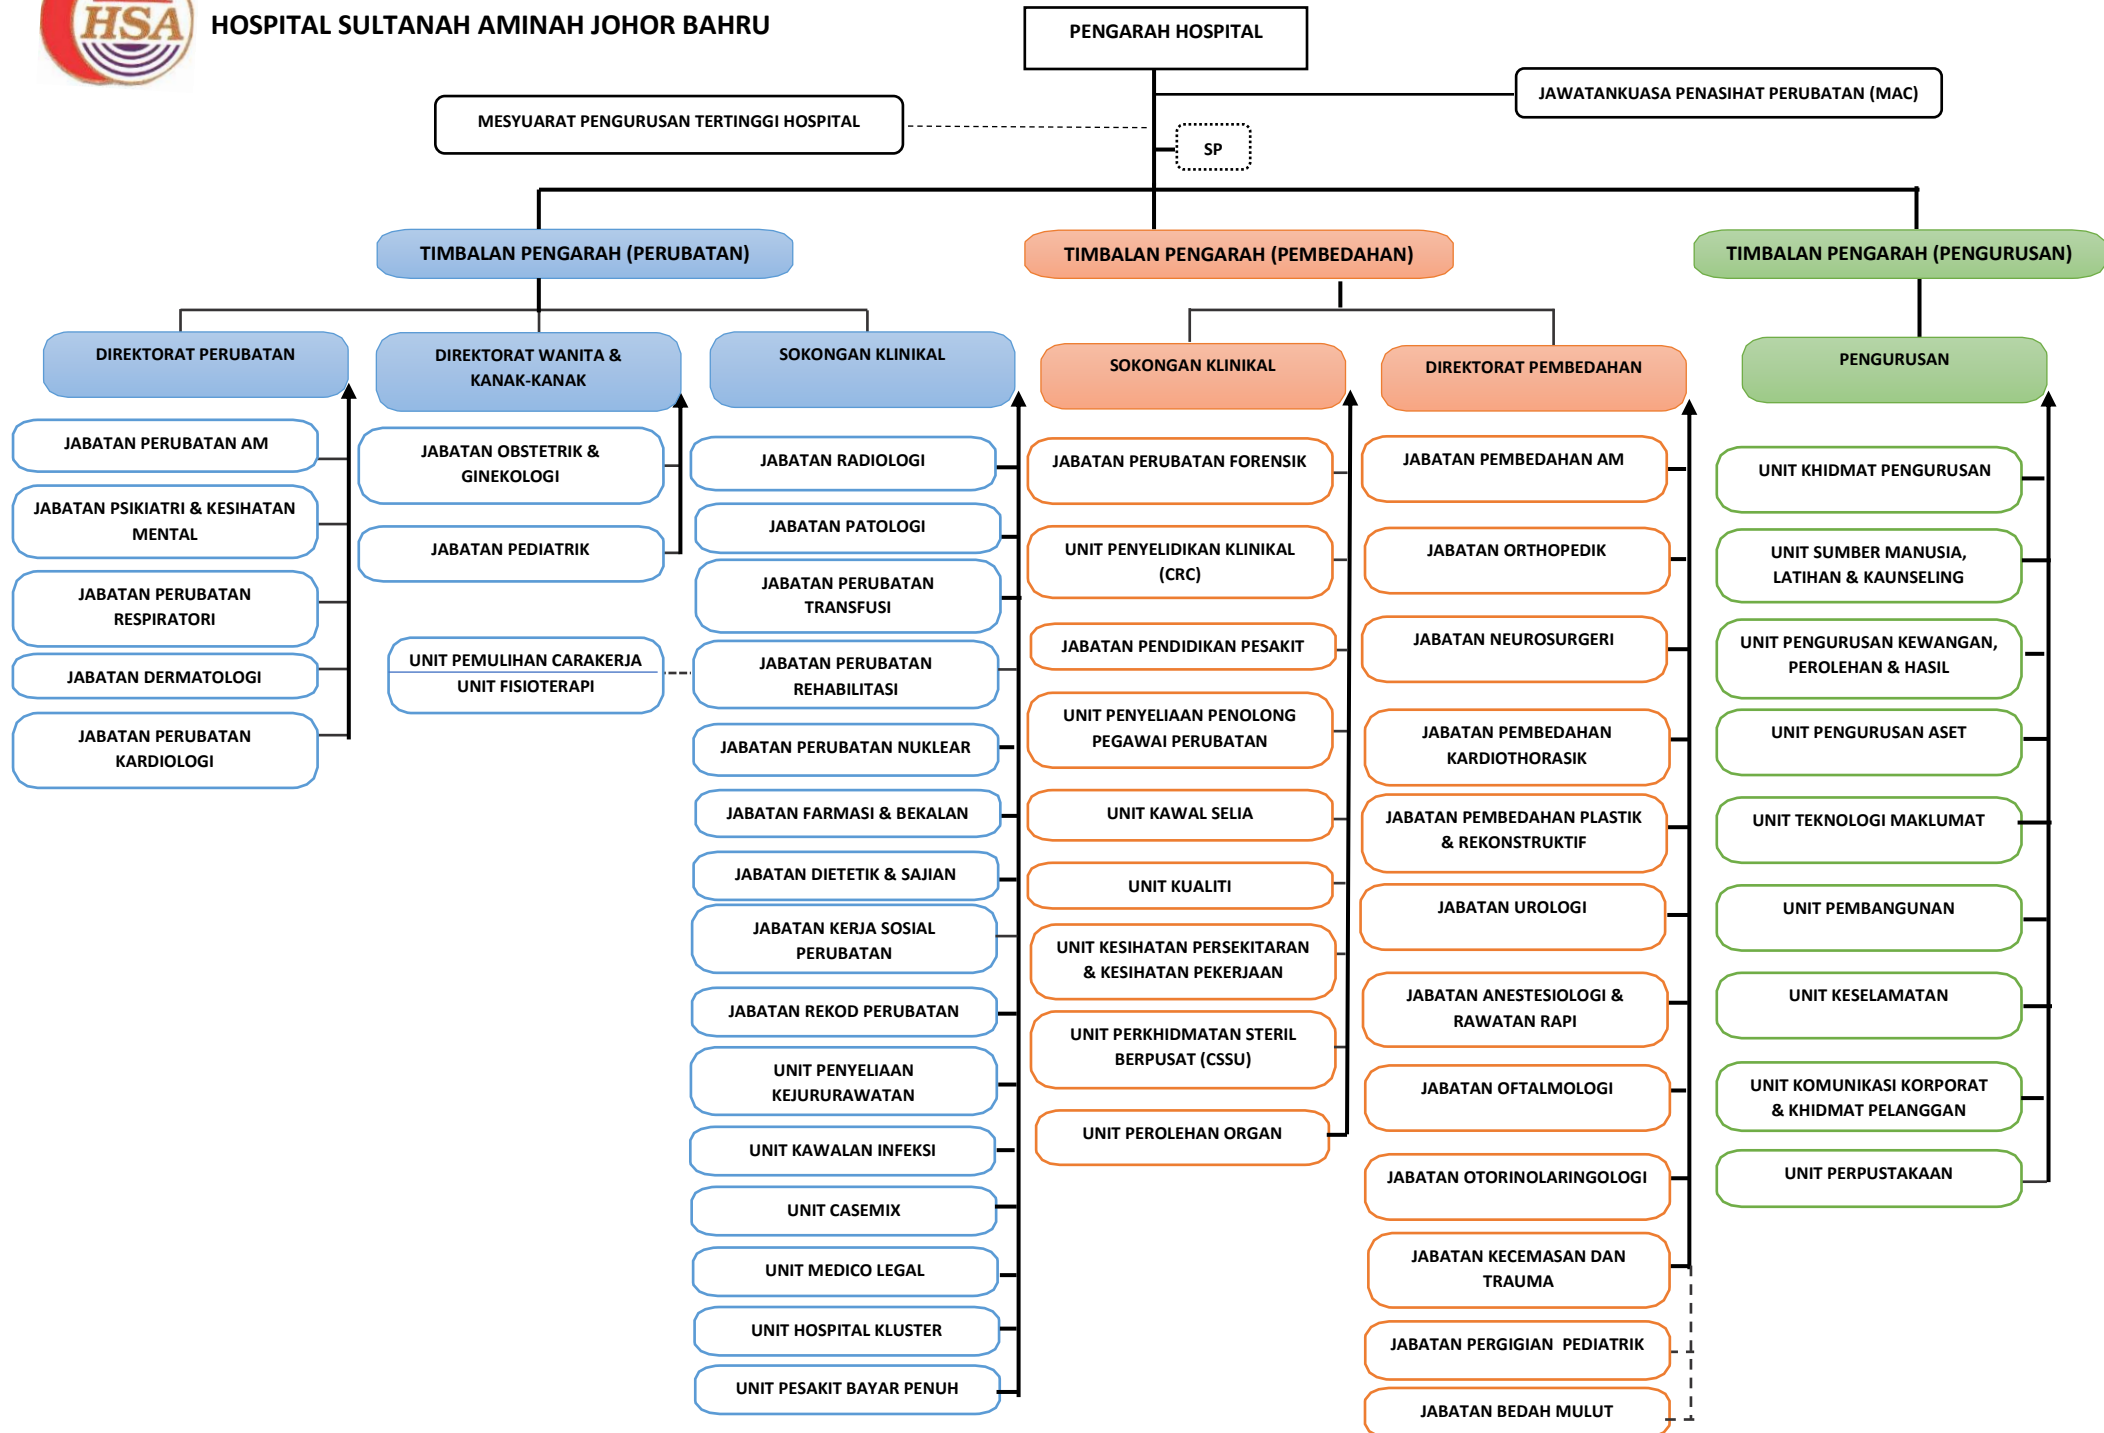 HSA
HOSPITAL SULTANAH AMINAH JOHOR BAHRU
PENGARAH HOSPITAL
JAWATANKUASA PENASIHAT PERUBATAN (MAC)
MESYUARAT PENGURUSAN TERTINGGI HOSPITAL
SP
TIMBALAN PENGARAH (PERUBATAN)
TIMBALAN PENGARAH (PEMBEDAHAN)
TIMBALAN PENGARAH (PENGURUSAN)
DIREKTORAT PERUBATAN
JABATAN PERUBATAN AM
JABATAN PSIKIATRI & KESIHATAN
MENTAL
JABATAN PERUBATAN
RESPIRATORI
JABATAN DERMATOLOGI
JABATAN PERUBATAN
KARDIOLOGI
DIREKTORAT WANITA &
KANAK-KANAK
JABATAN OBSTETRIK &
GINEKOLOGI
JABATAN PEDIATRIK
UNIT PEMULIHAN CARAKERJA
UNIT FISIOTERAPI
SOKONGAN KLINIKAL
JABATAN RADIOLOGI
JABATAN PATOLOGI
JABATAN PERUBATAN
TRANSFUSI
JABATAN PERUBATAN
REHABILITASI
JABATAN PERUBATAN NUKLEAR
JABATAN FARMASI & BEKALAN
JABATAN DIETETIK & SAJIAN
JABATAN KERJA SOSIAL
PERUBATAN
JABATAN REKOD PERUBATAN
UNIT PENYELIAAN
KEJURURAWATAN
UNIT KAWALAN INFEKSI
UNIT CASEMIX
UNIT MEDICO LEGAL
UNIT HOSPITAL KLUSTER
UNIT PESAKIT BAYAR PENUH
SOKONGAN KLINIKAL
JABATAN PERUBATAN FORENSIK
UNIT PENYELIDIKAN KLINIKAL
(CRC)
JABATAN PENDIDIKAN PESAKIT
UNIT PENYELIAAN PENOLONG
PEGAWAI PERUBATAN
UNIT KAWAL SELIA
UNIT KUALITI
UNIT KESIHATAN PERSEKITARAN
& KESIHATAN PEKERJAAN
UNIT PERKHIDMATAN STERIL
BERPUSAT (CSSU)
UNIT PEROLEHAN ORGAN
DIREKTORAT PEMBEDAHAN
JABATAN PEMBEDAHAN AM
JABATAN ORTHOPEDIK
JABATAN NEUROSURGERI
JABATAN PEMBEDAHAN
KARDIOTHORASIK
JABATAN PEMBEDAHAN PLASTIK
& REKONSTRUKTIF
JABATAN UROLOGI
JABATAN ANESTESIOLOGI &
RAWATAN RAPI
JABATAN OFTALMOLOGI
JABATAN OTORINOLARINGOLOGI
JABATAN KECEMASAN DAN
TRAUMA
JABATAN PERGIGIAN  PEDIATRIK
JABATAN BEDAH MULUT
PENGURUSAN
UNIT KHIDMAT PENGURUSAN
UNIT SUMBER MANUSIA,
LATIHAN & KAUNSELING
UNIT PENGURUSAN KEWANGAN,
PEROLEHAN & HASIL
UNIT PENGURUSAN ASET
UNIT TEKNOLOGI MAKLUMAT
UNIT PEMBANGUNAN
UNIT KESELAMATAN
UNIT KOMUNIKASI KORPORAT
& KHIDMAT PELANGGAN
UNIT PERPUSTAKAAN